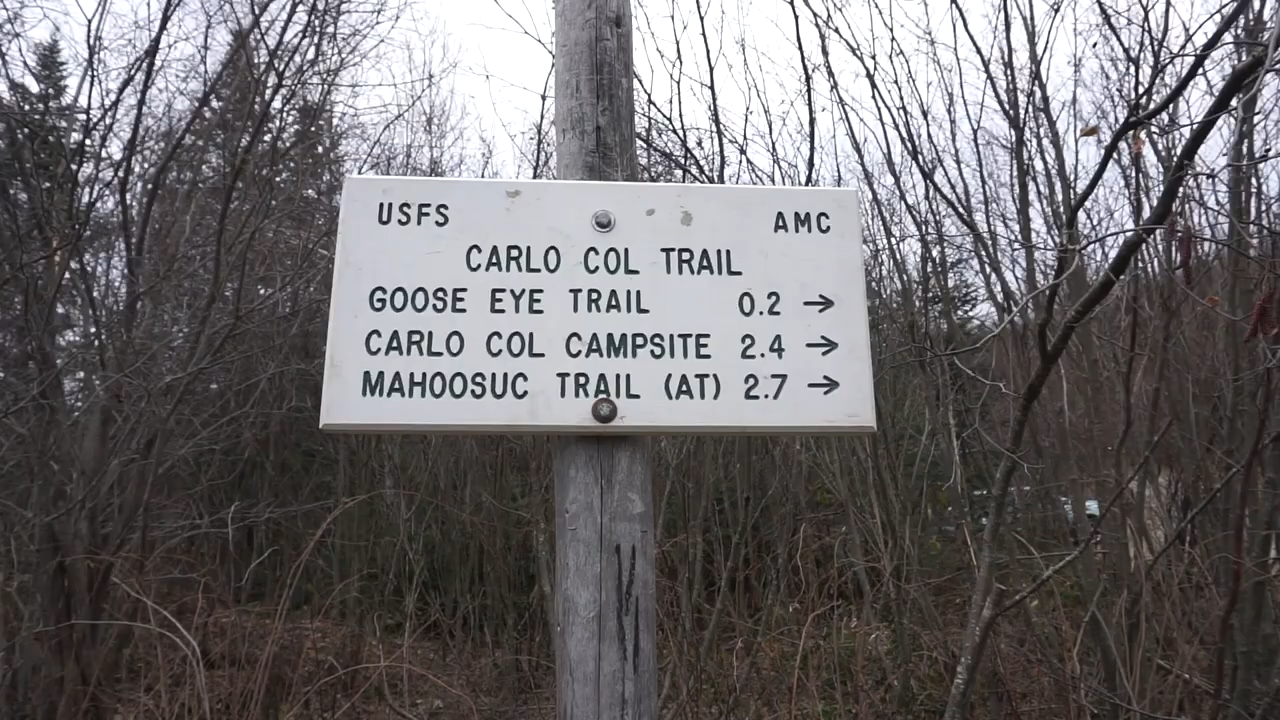 USFS AMC
CARLO COL TRAIL
GOOSE EYE TRAIL 0.2 →
CARLO COL CAMPSITE 2.4 →
MAHOOSUC TRAIL (AT) 2.7 →